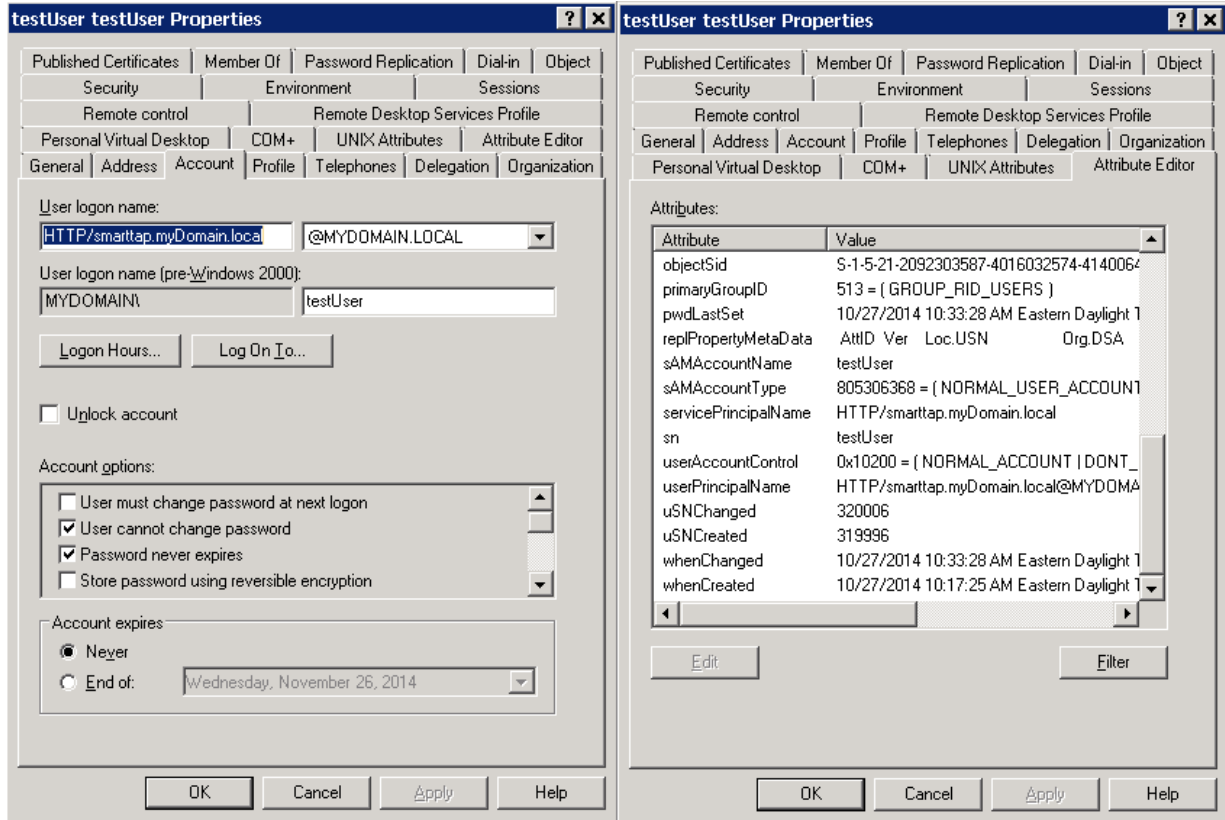 testUser testUser Properties
Published Certificates Member Of Password Replication Dial-in Object
Security Environment Sessions
Remote control Remote Desktop Services Profile
Personal Virtual Desktop COM+ UNIX Attributes Attribute Editor
General Address Account Profile Telephones Delegation Organization
User logon name:
HTTP/smarttap.myDomain.local @MYDOMAIN.LOCAL
User logon name (pre-Windows 2000):
MYDOMAIN\ testUser
Logon Hours... Log On To...
Unlock account
Account options:
User must change password at next logon
User cannot change password
Password never expires
Store password using reversible encryption
Account expires
Never
End of: Wednesday, November 26, 2014
OK Cancel Apply Help
testUser testUser Properties
Published Certificates Member Of Password Replication Dial-in Object
Security Environment Sessions
Remote control Remote Desktop Services Profile
General Address Account Profile Telephones Delegation Organization
Personal Virtual Desktop COM+ UNIX Attributes Attribute Editor
Attributes:
Attribute Value
objectSid S-1-5-21-2092303587-4016032574-4140064
primaryGroupID 513 = ( GROUP_RID_USERS )
pwdLastSet 10/27/2014 10:33:28 AM Eastern Daylight T
replPropertyMetaData AttID Ver Loc.USN Org.DSA
sAMAccountName testUser
sAMAccountType 805306368 = ( NORMAL_USER_ACCOUNT
servicePrincipalName HTTP/smarttap.myDomain.local
sn testUser
userAccountControl 0x10200 = ( NORMAL_ACCOUNT | DONT_
userPrincipalName HTTP/smarttap.myDomain.local@MYDOMA
uSNChanged 320006
uSNCreated 319996
whenChanged 10/27/2014 10:33:28 AM Eastern Daylight T
whenCreated 10/27/2014 10:17:25 AM Eastern Daylight T
Edit Filter
OK Cancel Apply Help